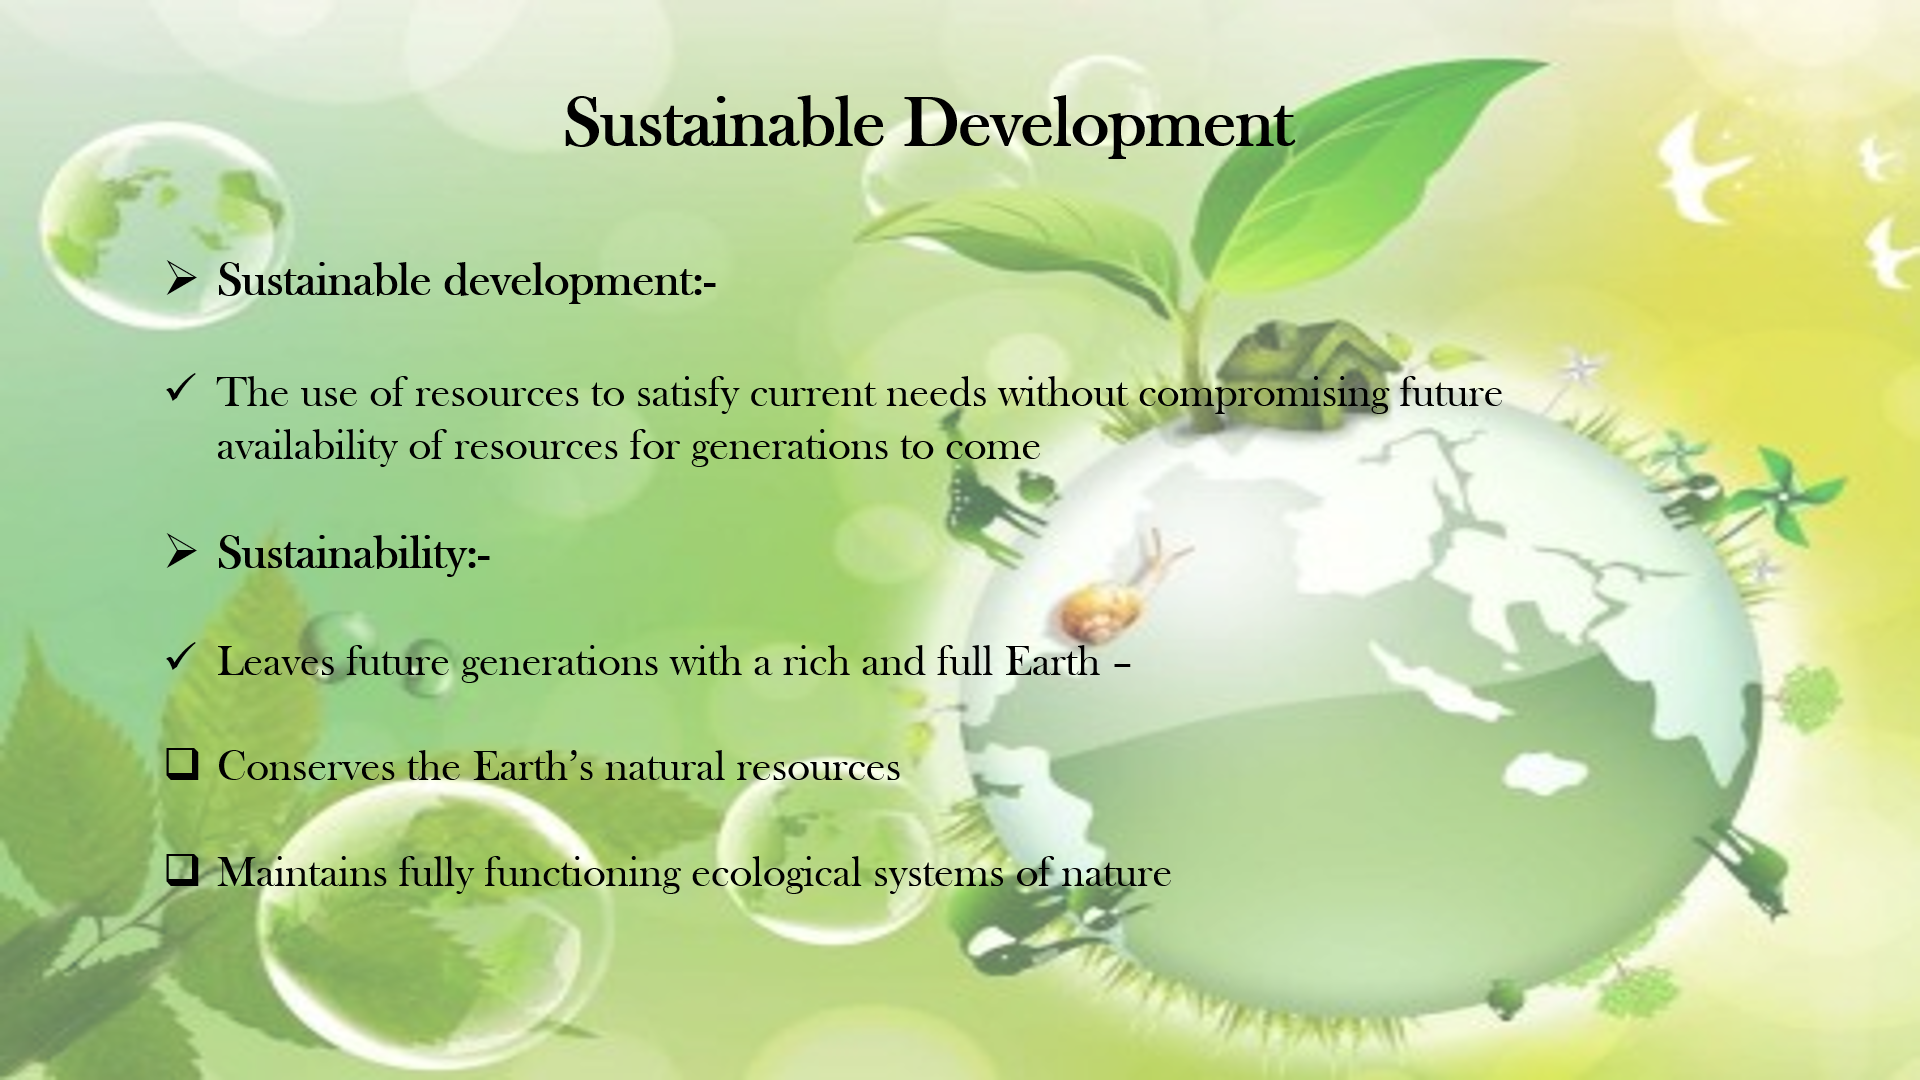 Sustainable Development
➢ Sustainable development:-
✓ The use of resources to satisfy current needs without compromising future
availability of resources for generations to come
➢ Sustainability:-
✓ Leaves future generations with a rich and full Earth –
❑ Conserves the Earth’s natural resources
❑ Maintains fully functioning ecological systems of nature